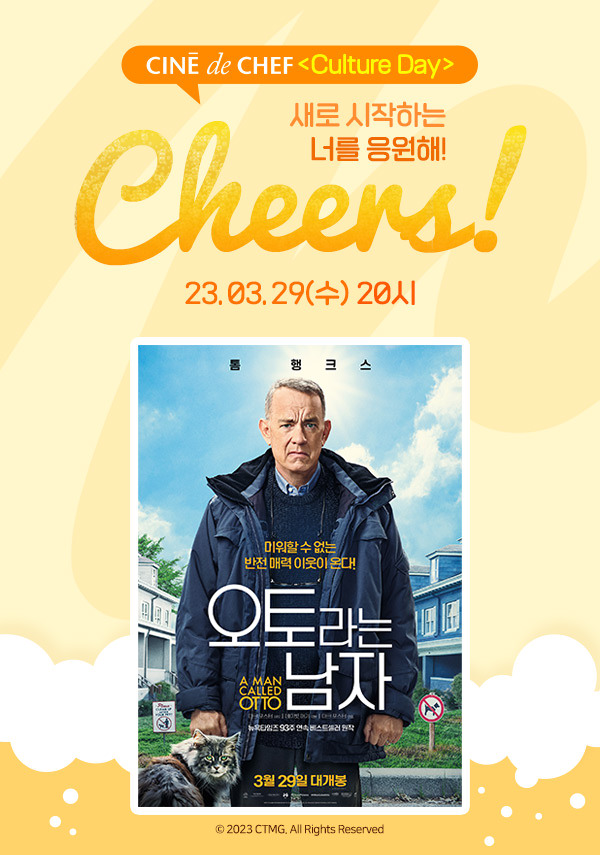 CINĒ de CHEF <Culture Day>
새로 시작하는
너를 응원해!
Cheers!
23. 03. 29(수) 20시
톰 행크스
미워할 수 없는
반전 매력 이웃이 온다!
오토라는
남자
A MAN
CALLED
OTTO
뉴욕타임즈 93주 연속 베스트셀러 원작
3월 29일 대개봉
© 2023 CTMG. All Rights Reserved